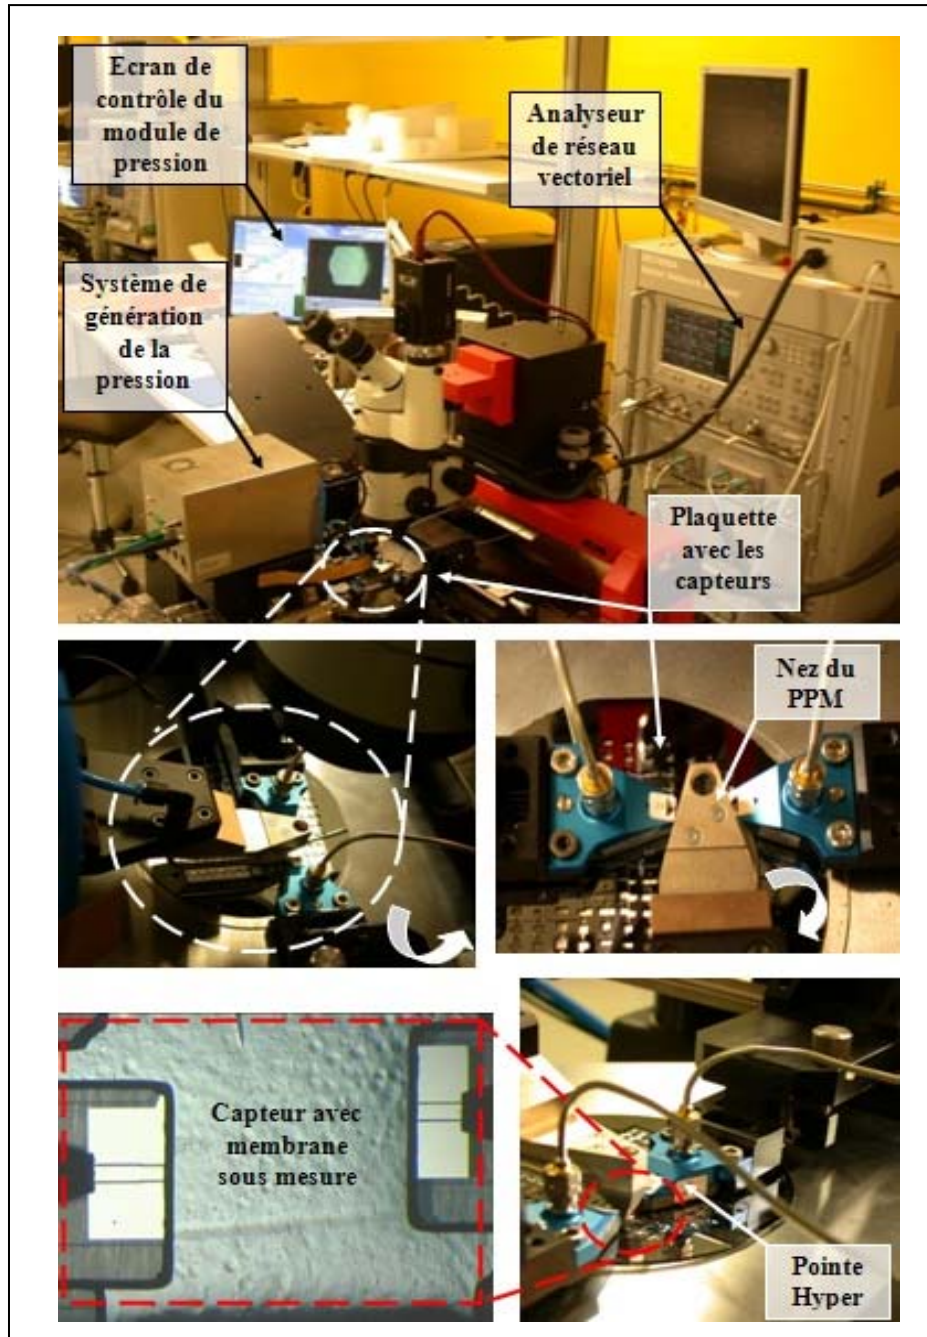 Ecran de
contrôle du
module de
pression
Analyseur
de réseau
vectoriel
Système de
génération
de la
pression
Plaquette
avec les
capteurs
Nez du
PPM
Capteur avec
membrane
sous mesure
Pointe
Hyper